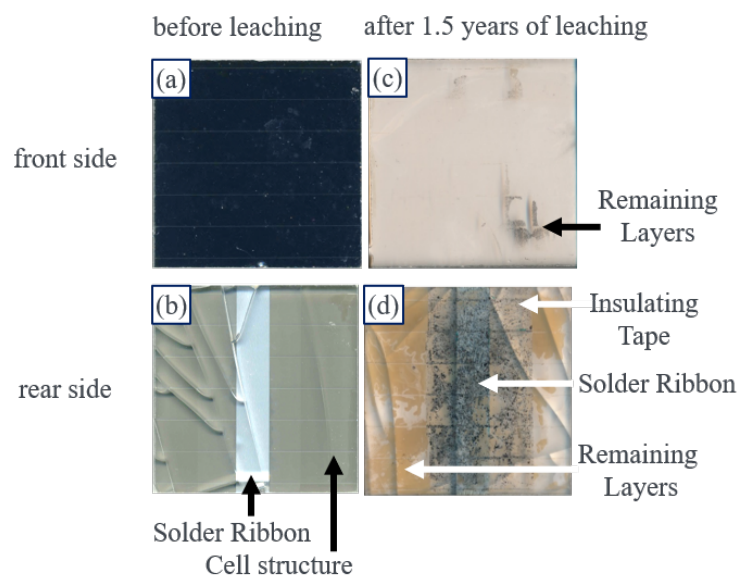 before leaching
after 1.5 years of leaching
(a)
(c)
front side
Remaining
Layers
(b)
(d)
Insulating
Tape
rear side
Solder Ribbon
Remaining
Layers
Solder Ribbon
Cell structure